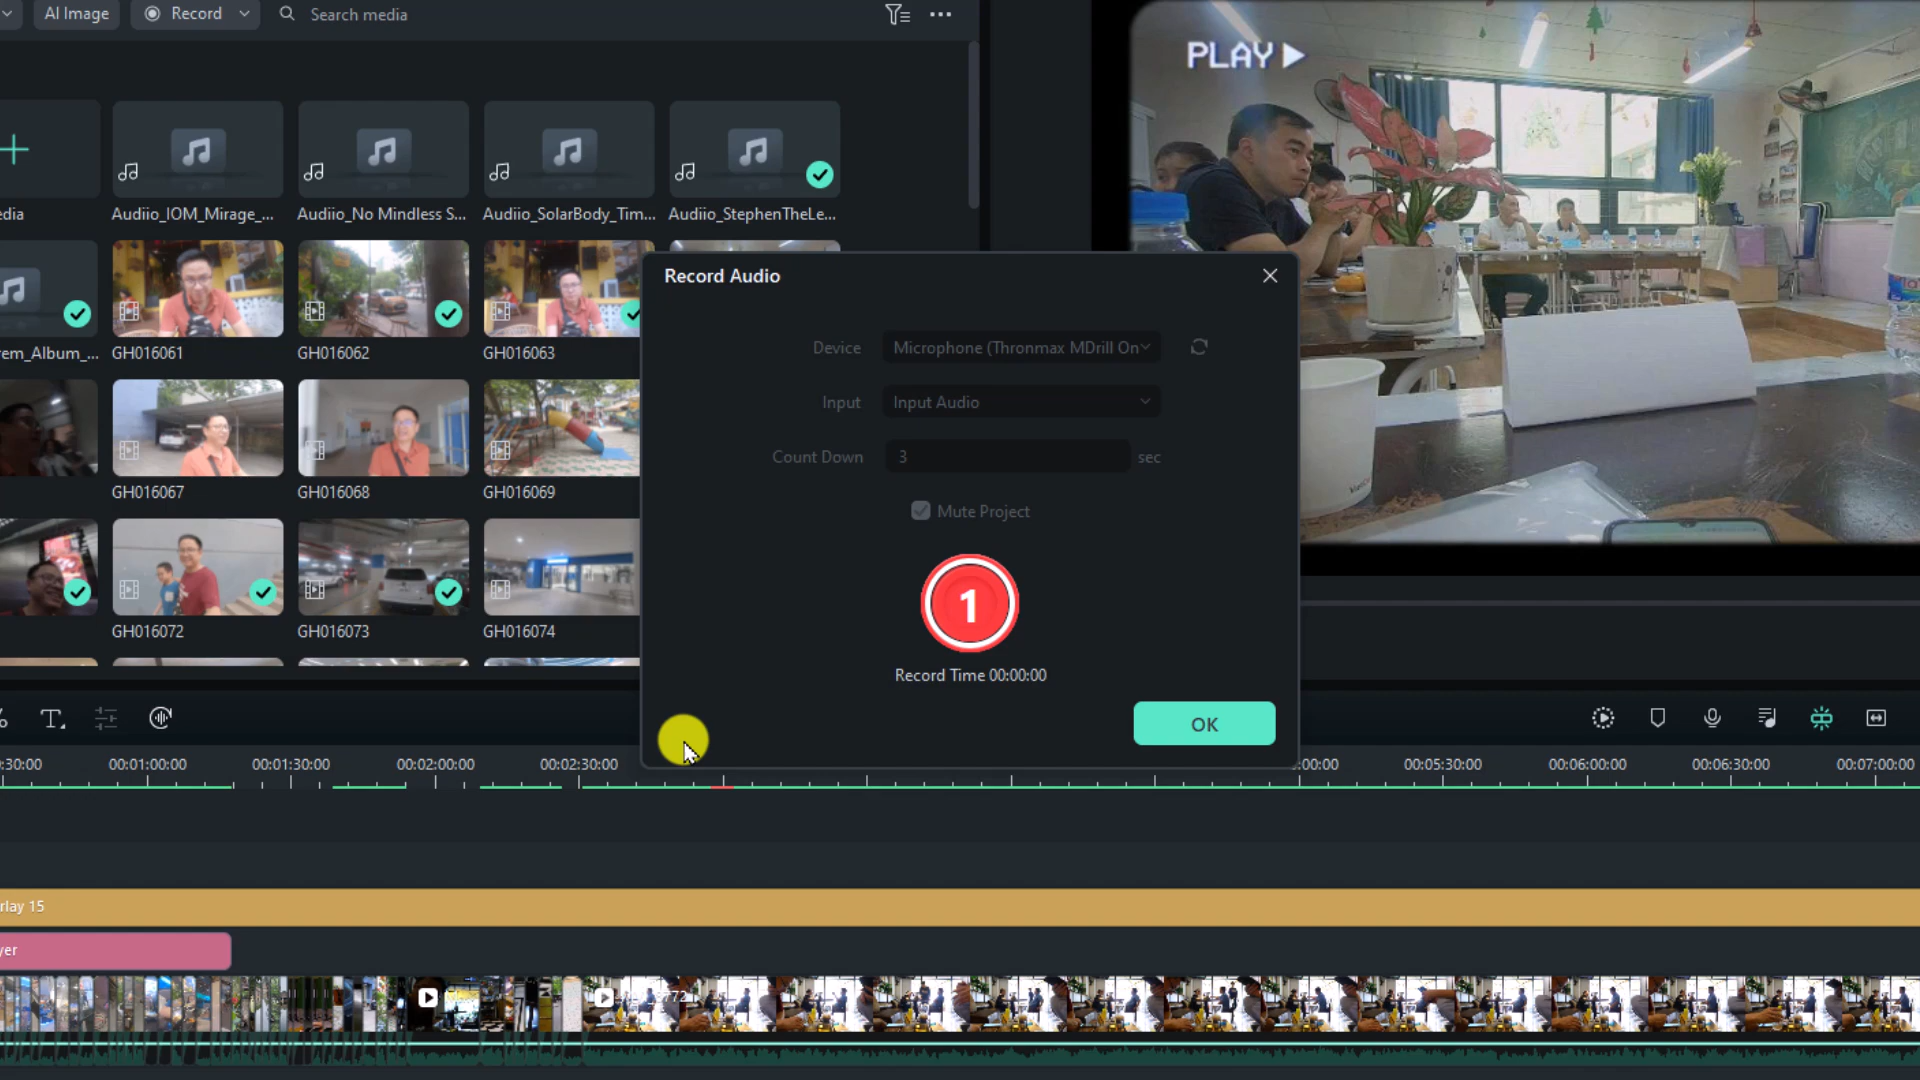 AI Image
Record
Search media
PLAY
edia
Audiio_IOM_Mirage_...
Audiio_No Mindless S...
Audiio_SolarBody_Tim...
Audiio_StephenTheLe...
rem_Album_...
GH016061
GH016062
GH016063
GH016067
GH016068
GH016069
GH016072
GH016073
GH016074
Record Audio
Device
Microphone (Thronmax MDrill On
Input
Input Audio
Count Down
3
sec
Mute Project
1
Record Time 00:00:00
OK
:30:00
00:01:00:00
00:01:30:00
00:02:00:00
00:02:30:00
:00:00
00:05:30:00
00:06:00:00
00:06:30:00
00:07:00:00
rlay 15
yer